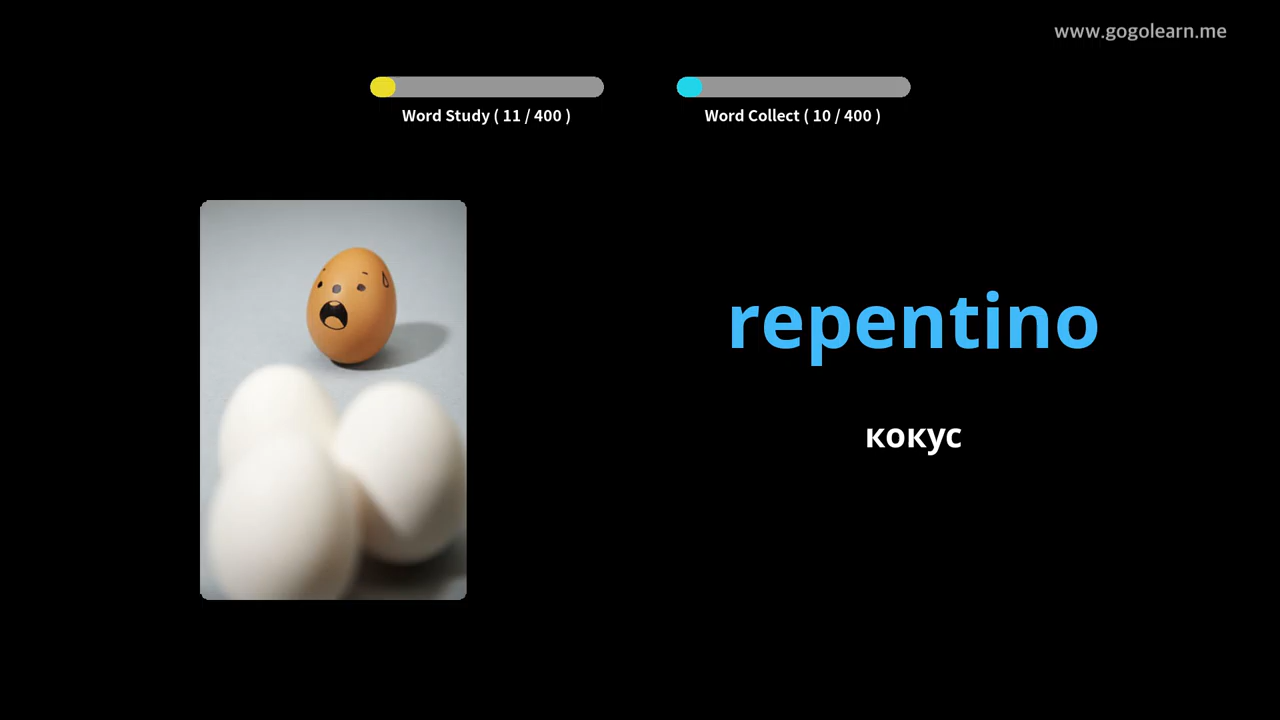 www.gogolearn.me
Word Study ( 11 / 400 )
Word Collect ( 10 / 400 )
repentino
кокус